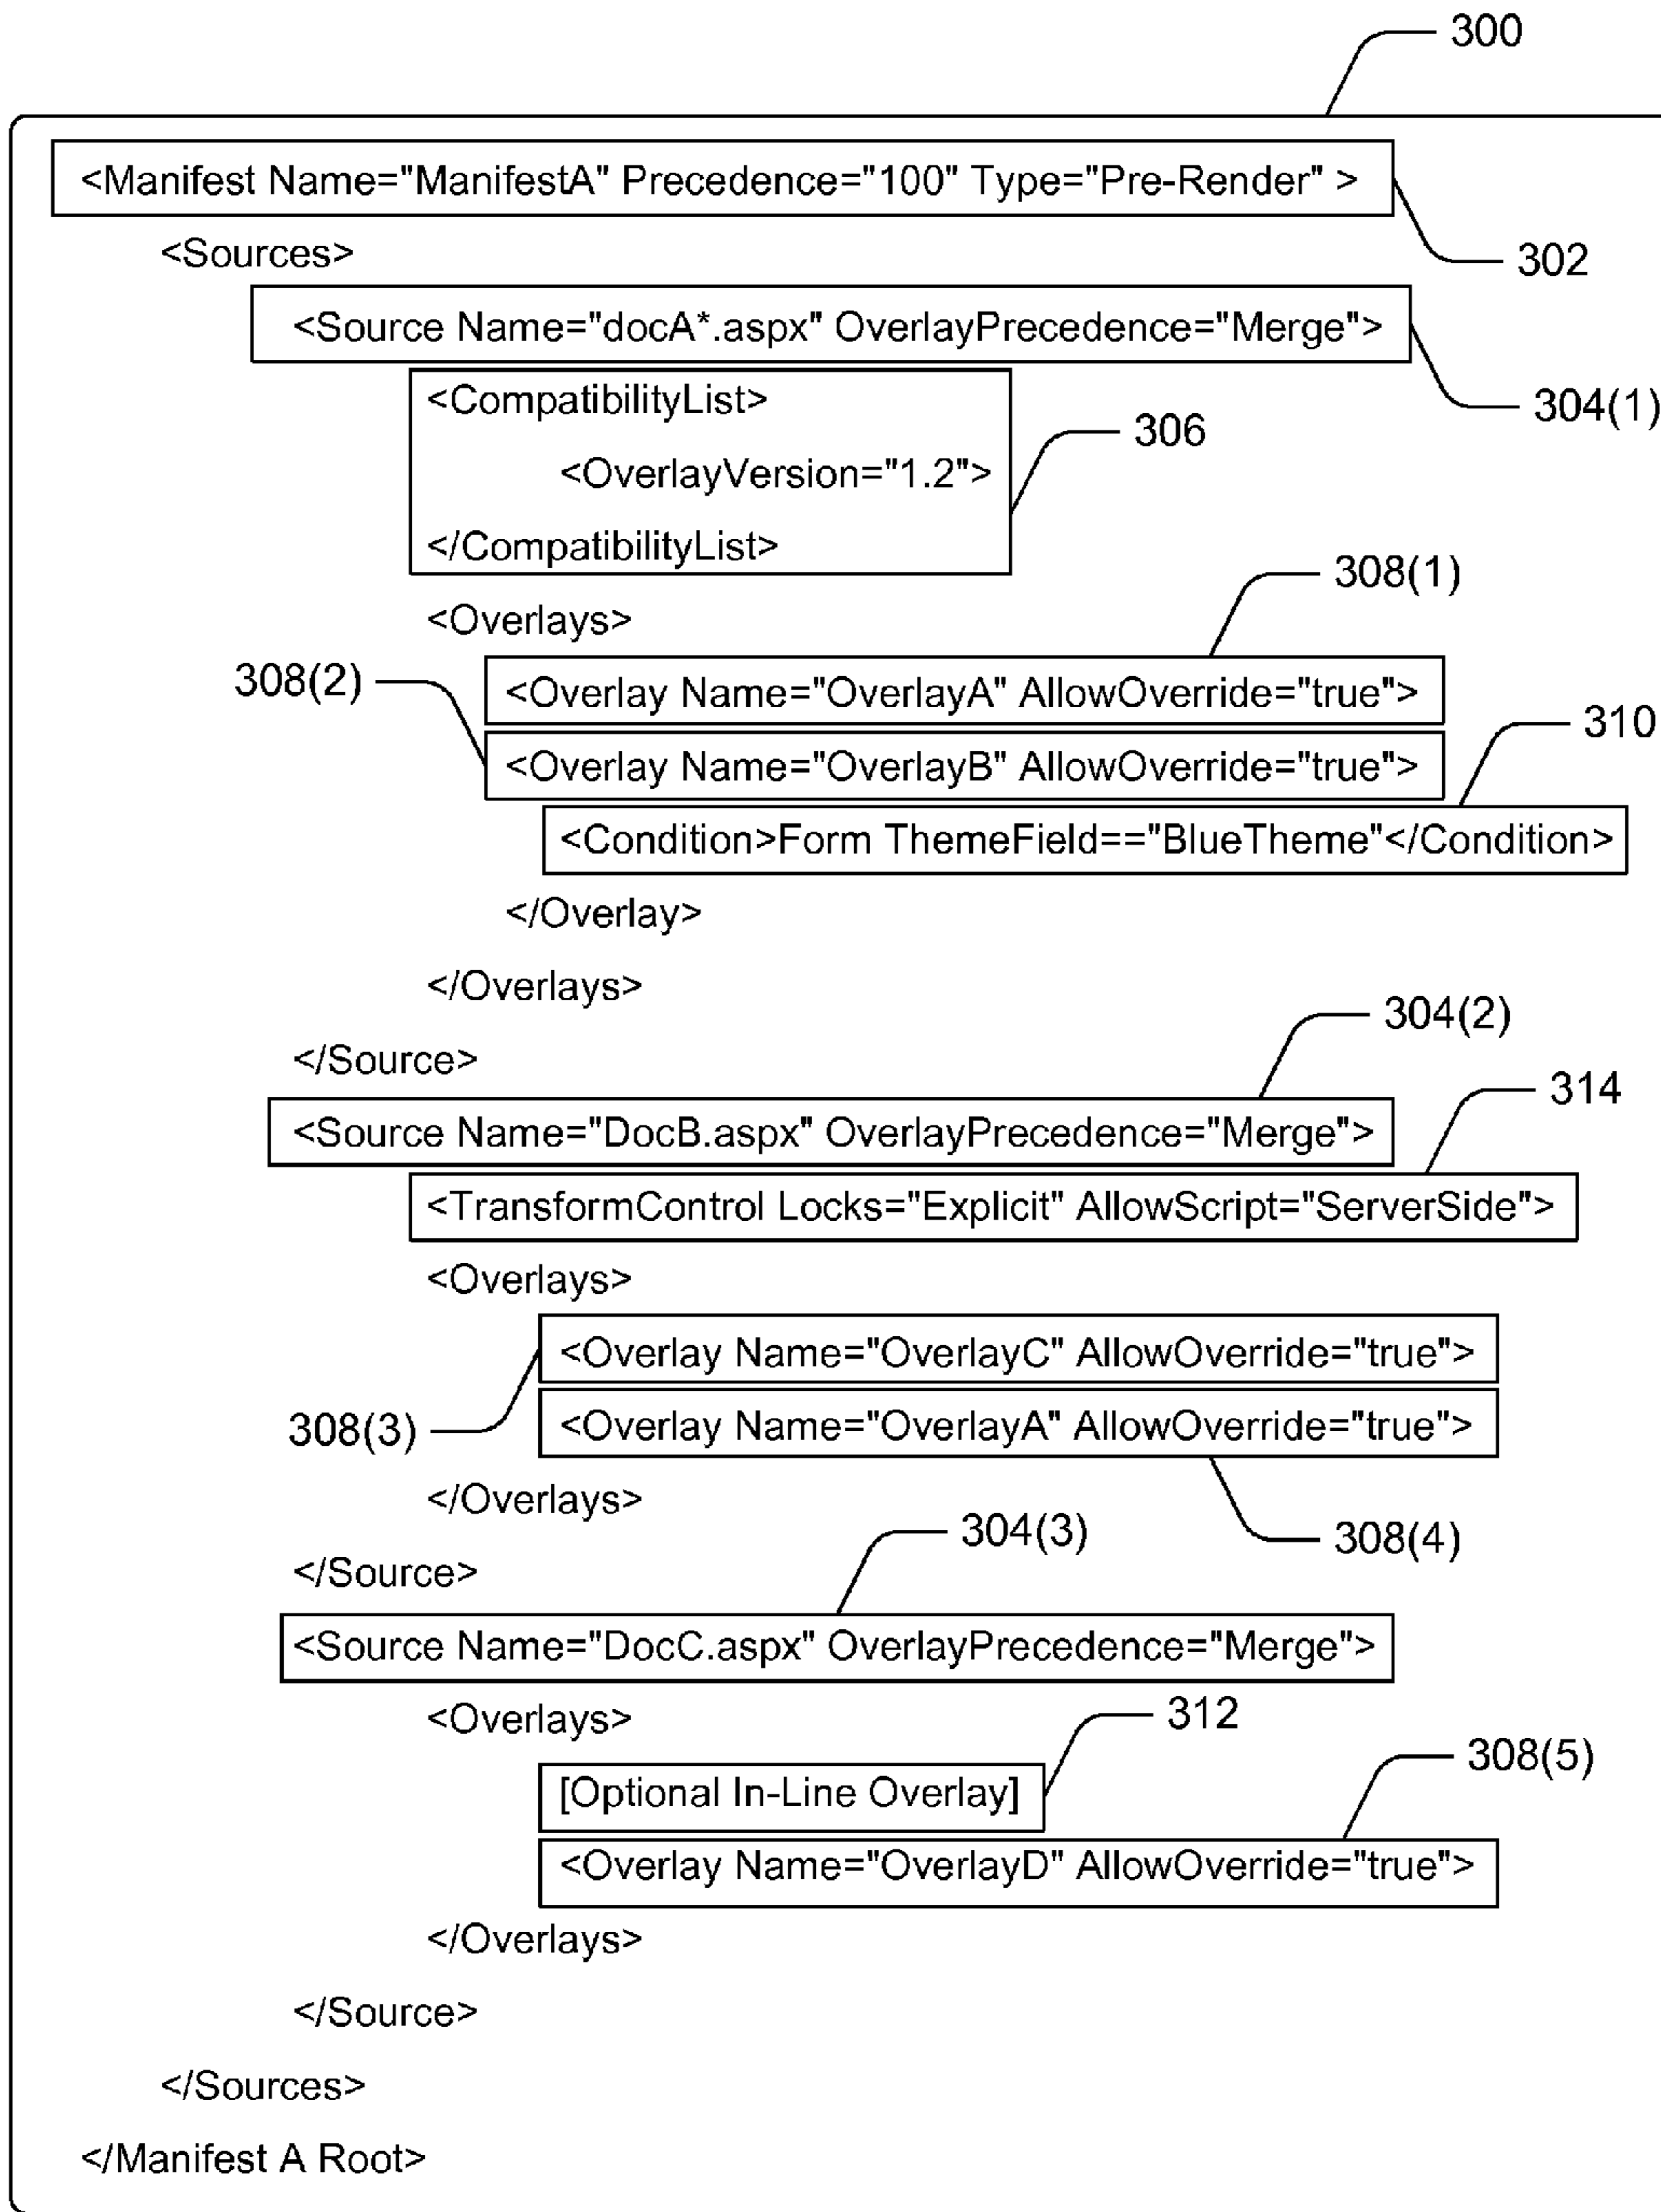 300
<Manifest Name="ManifestA" Precedence="100" Type="Pre-Render" >
302
<Sources>
<Source Name="docA*.aspx" OverlayPrecedence="Merge">
304(1)
<CompatibilityList>
306
<OverlayVersion="1.2">
</CompatibilityList>
308(1)
<Overlays>
308(2)
<Overlay Name="OverlayA" AllowOverride="true">
310
<Overlay Name="OverlayB" AllowOverride="true">
<Condition>Form ThemeField=="BlueTheme"</Condition>
</Overlay>
</Overlays>
304(2)
</Source>
314
<Source Name="DocB.aspx" OverlayPrecedence="Merge">
<TransformControl Locks="Explicit" AllowScript="ServerSide">
<Overlays>
<Overlay Name="OverlayC" AllowOverride="true">
308(3)
<Overlay Name="OverlayA" AllowOverride="true">
</Overlays>
304(3)
308(4)
</Source>
<Source Name="DocC.aspx" OverlayPrecedence="Merge">
<Overlays>
312
308(5)
[Optional In-Line Overlay]
<Overlay Name="OverlayD" AllowOverride="true">
</Overlays>
</Source>
</Sources>
</Manifest A Root>